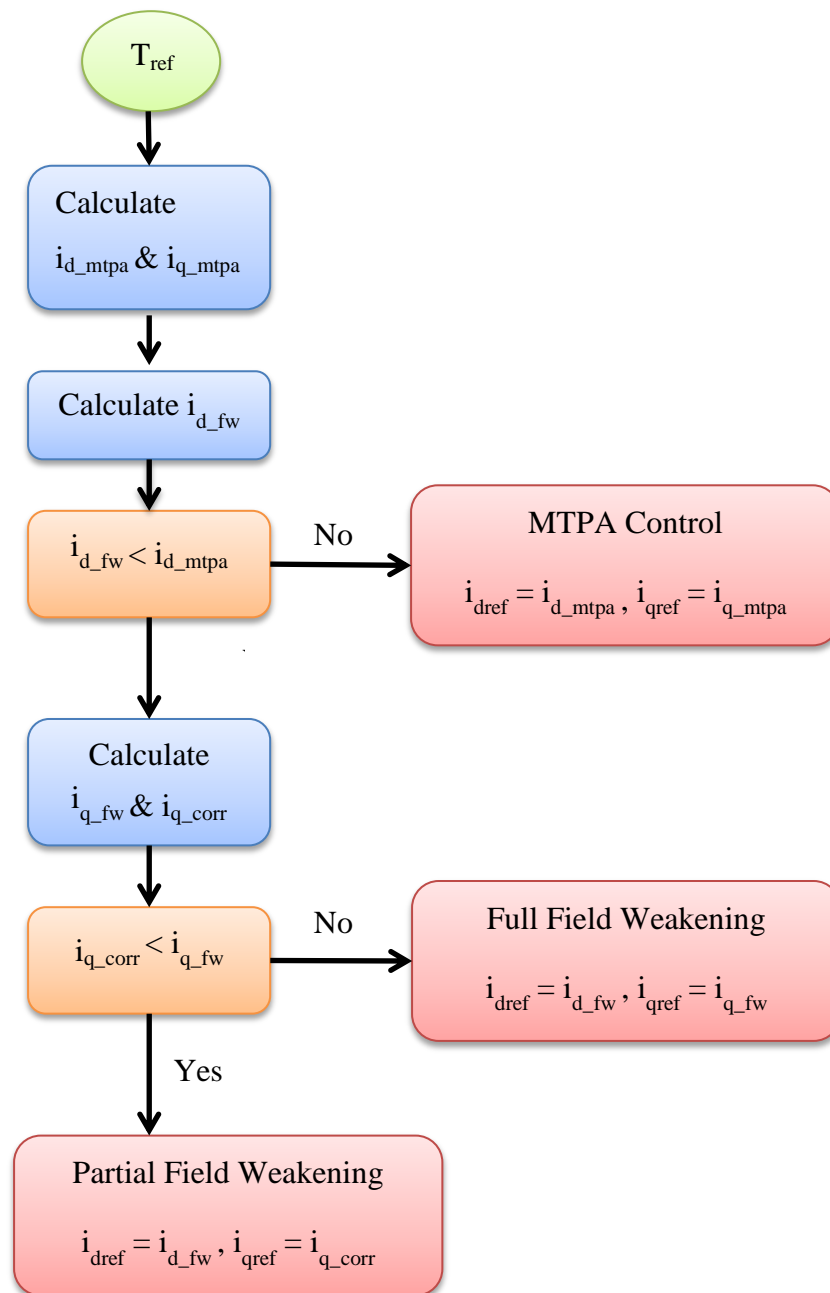 T_ref
Calculate
i_d_mtpa & i_q_mtpa
Calculate i_d_fw
i_d_fw < i_d_mtpa
No
MTPA Control
i_dref = i_d_mtpa , i_qref = i_q_mtpa
Calculate
i_q_fw & i_q_corr
i_q_corr < i_q_fw
No
Full Field Weakening
i_dref = i_d_fw , i_qref = i_q_fw
Yes
Partial Field Weakening
i_dref = i_d_fw , i_qref = i_q_corr